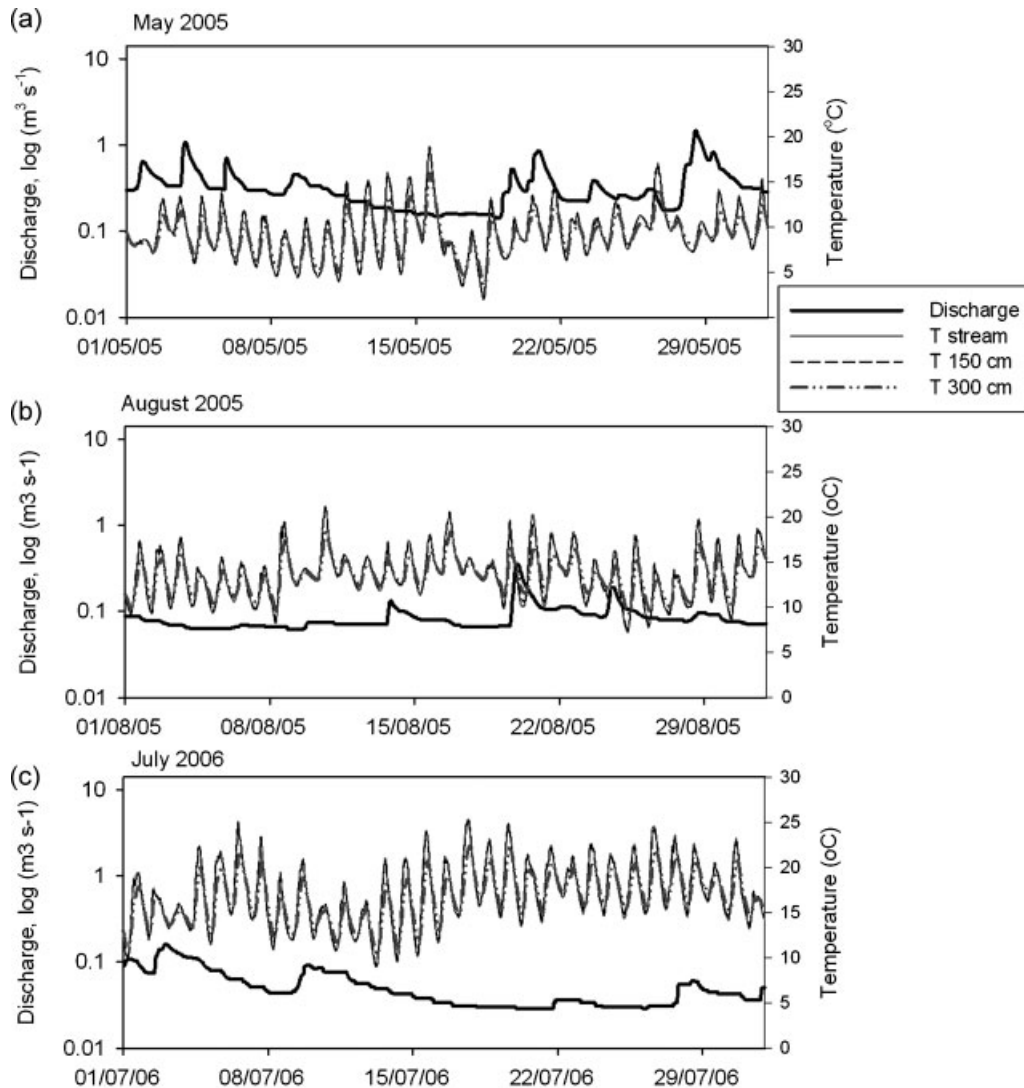 (a)
May 2005
Discharge, log (m³ s⁻¹)
10
1
0.1
0.01
30
25
20
15
10
5
Temperature (°C)
01/05/05 08/05/05 15/05/05 22/05/05 29/05/05
Discharge
T stream
T 150 cm
T 300 cm
(b)
August 2005
Discharge, log (m3 s-1)
10
1
0.1
0.01
30
25
20
15
10
5
0
Temperature (oC)
01/08/05 08/08/05 15/08/05 22/08/05 29/08/05
(c)
July 2006
Discharge, log (m3 s-1)
10
1
0.1
0.01
30
25
20
15
10
5
0
Temperature (oC)
01/07/06 08/07/06 15/07/06 22/07/06 29/07/06